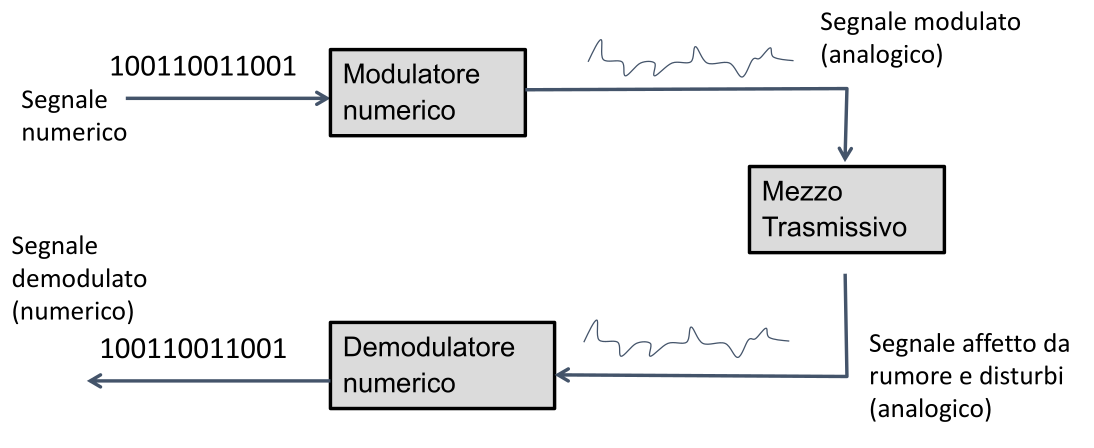 100110011001
Segnale
numerico
Modulatore
numerico
Segnale modulato
(analogico)
Mezzo
Trasmissivo
Segnale affetto da
rumore e disturbi
(analogico)
Demodulatore
numerico
Segnale
demodulato
(numerico)
100110011001